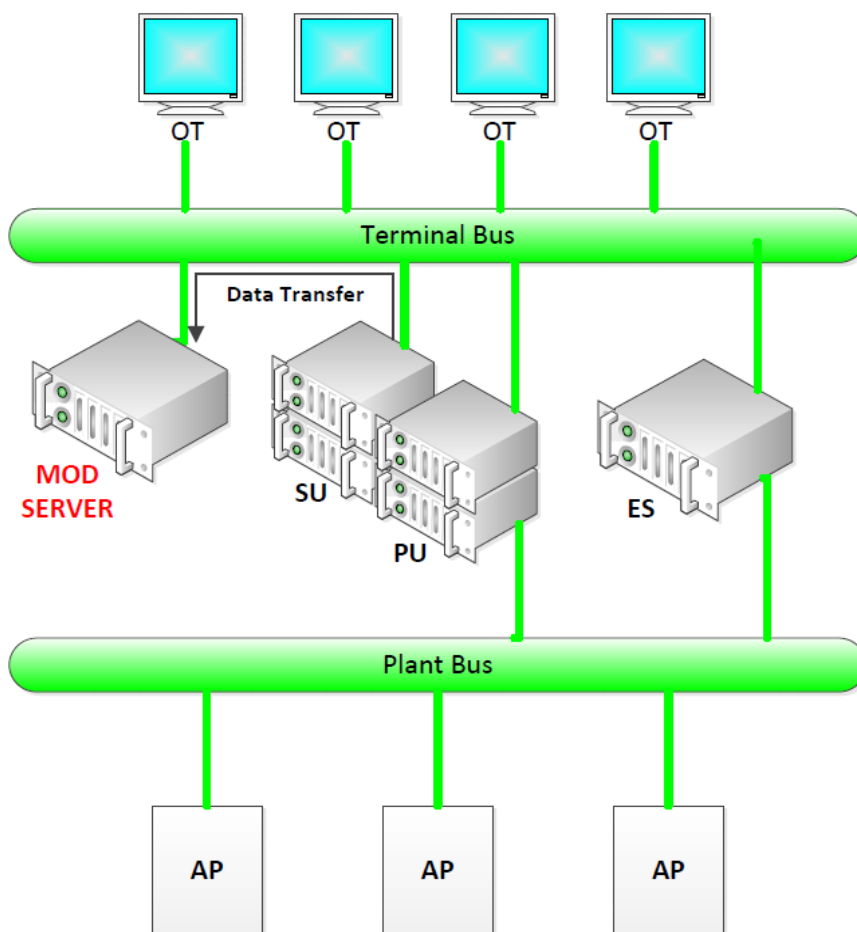 OT
OT
OT
OT
Terminal Bus
Data Transfer
MOD
SERVER
SU
PU
ES
Plant Bus
AP
AP
AP